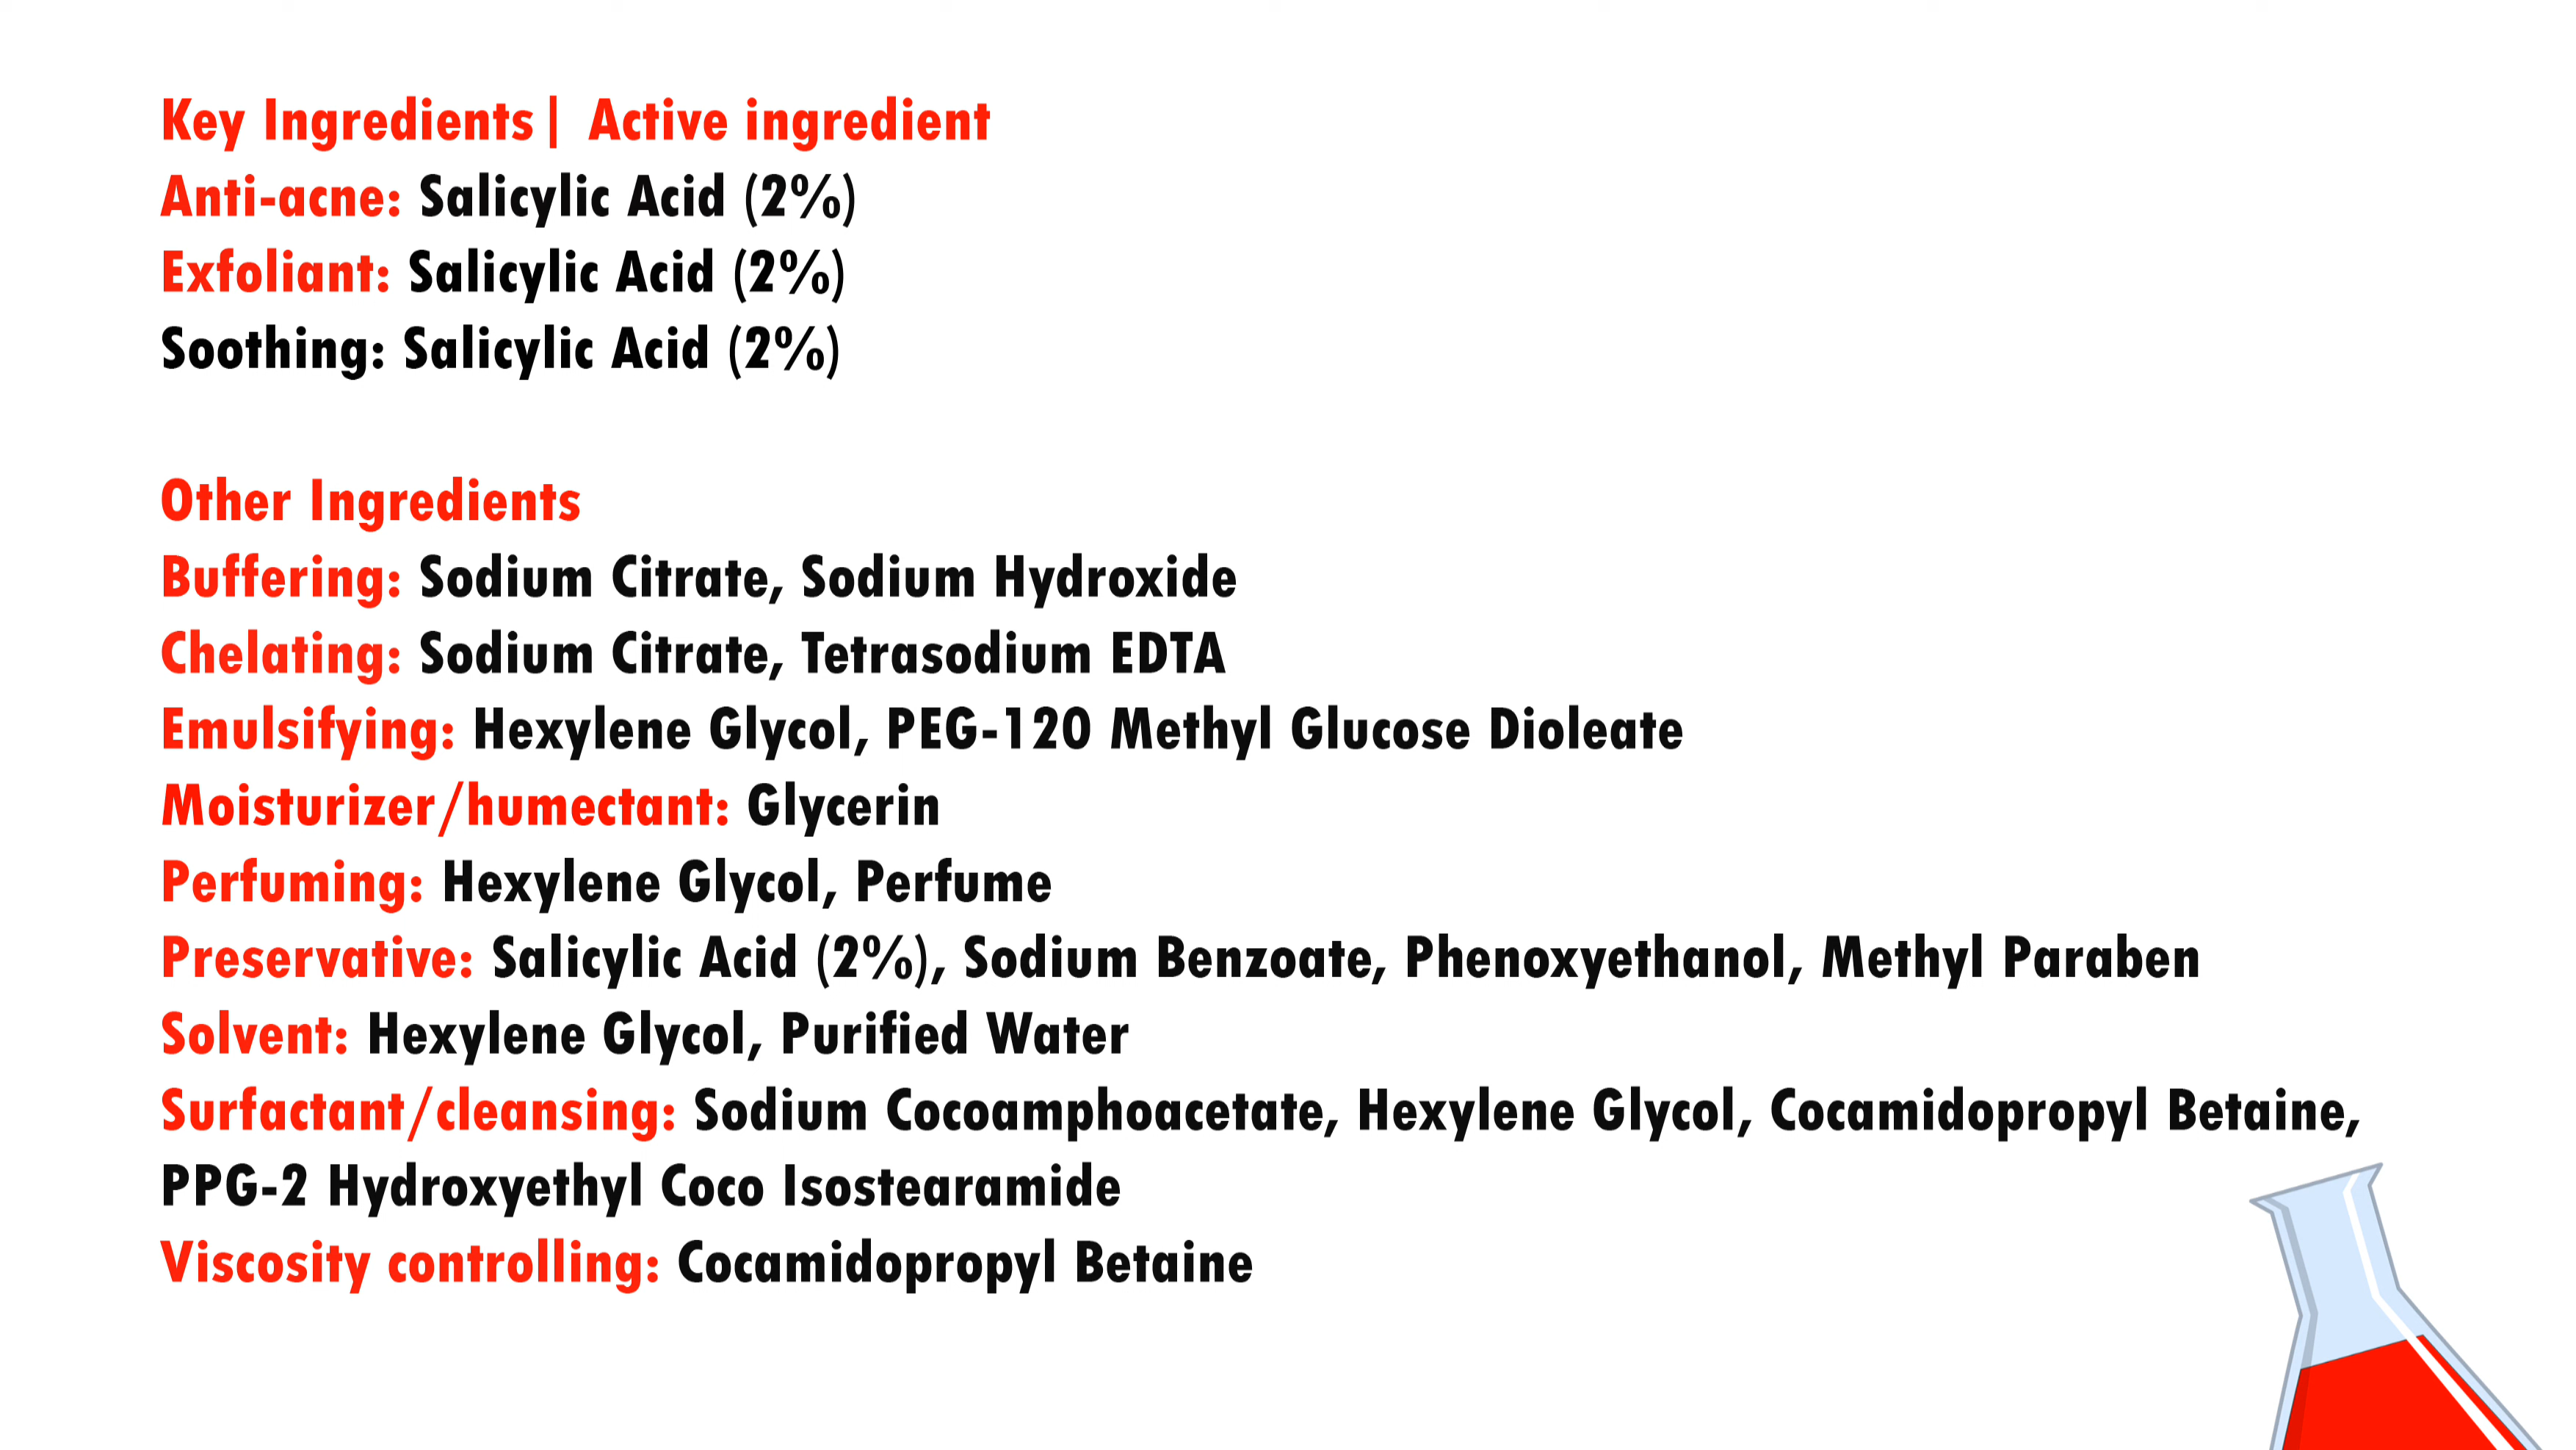 Key Ingredients| Active ingredient
Anti-acne: Salicylic Acid (2%)
Exfoliant: Salicylic Acid (2%)
Soothing: Salicylic Acid (2%)
Other Ingredients
Buffering: Sodium Citrate, Sodium Hydroxide
Chelating: Sodium Citrate, Tetrasodium EDTA
Emulsifying: Hexylene Glycol, PEG-120 Methyl Glucose Dioleate
Moisturizer/humectant: Glycerin
Perfuming: Hexylene Glycol, Perfume
Preservative: Salicylic Acid (2%), Sodium Benzoate, Phenoxyethanol, Methyl Paraben
Solvent: Hexylene Glycol, Purified Water
Surfactant/cleansing: Sodium Cocoamphoacetate, Hexylene Glycol, Cocamidopropyl Betaine,
PPG-2 Hydroxyethyl Coco Isostearamide
Viscosity controlling: Cocamidopropyl Betaine